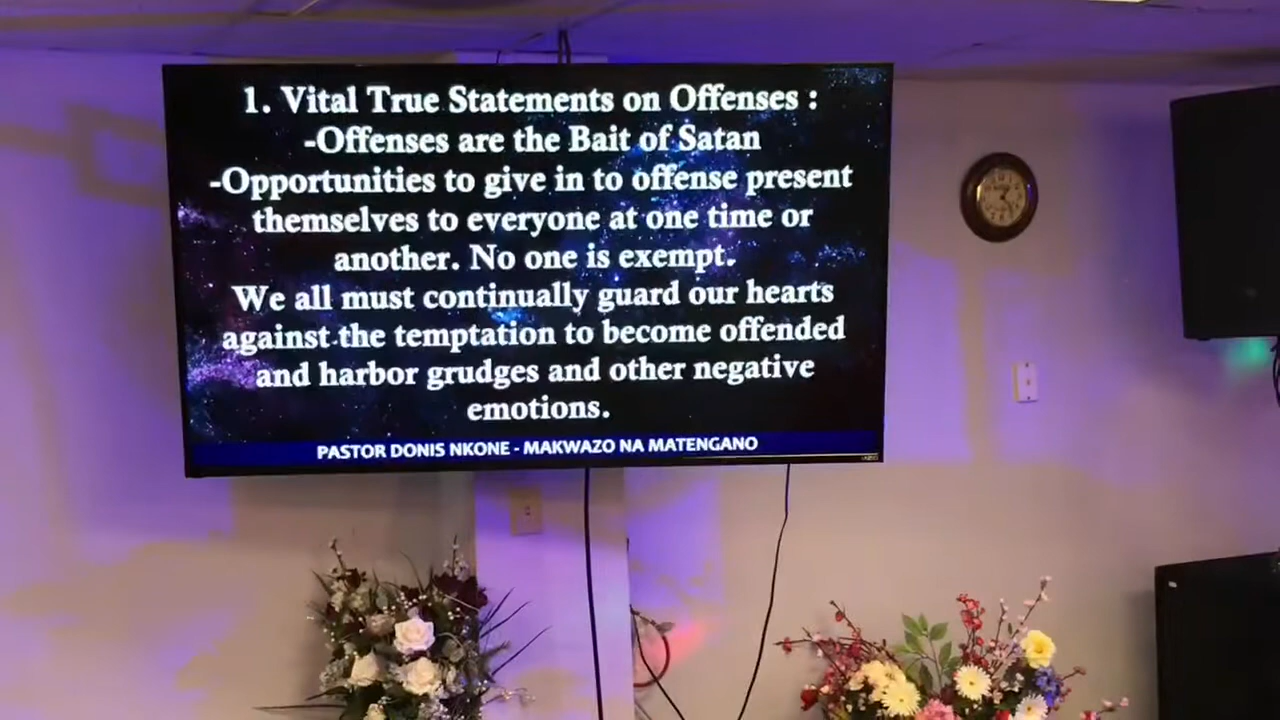 1. Vital True Statements on Offenses :
-Offenses are the Bait of Satan
-Opportunities to give in to offense present
themselves to everyone at one time or
another. No one is exempt.
We all must continually guard our hearts
against the temptation to become offended
and harbor grudges and other negative
emotions.
PASTOR DONIS NKONE - MAKWAZO NA MATENGANO